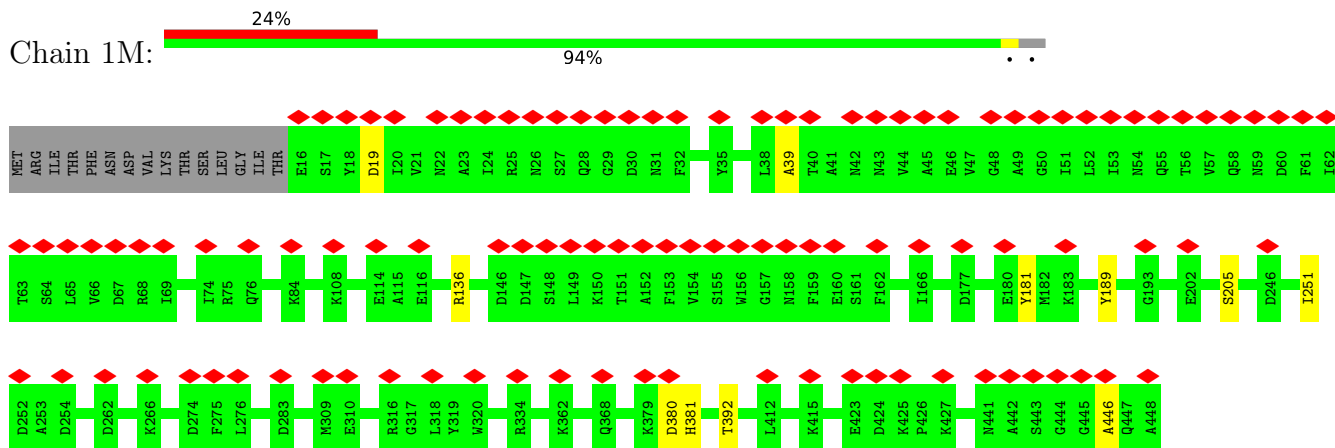 24%
Chain 1M:
94%
. .
MET ARG ILE THR PHE ASN ASP VAL LYS THR SER LEU GLY ILE THR E16 S17 Y18 D19 I20 V21 N22 A23 I24 R25 N26 S27 Q28 G29 D30 N31 F32 Y35 L38 A39 T40 A41 N42 N43 V44 A45 E46 V47 G48 A49 G50 I51 L52 I53 N54 Q55 T56 V57 Q58 N59 D60 F61 I62
T63 S64 L65 V66 D67 R68 I69 I74 R75 Q76 K84 K108 E114 A115 E116 R136 D146 D147 S148 L149 K150 T151 A152 F153 V154 S155 W156 G157 N158 F159 E160 S161 F162 I166 D177 E180 Y181 M182 K183 Y189 G193 E202 S205 D246 I251
D252 A253 D254 D262 K266 D274 F275 L276 D283 M309 E310 R316 G317 L318 Y319 W320 R334 K362 Q368 K379 D380 H381 T392 L412 K415 E423 D424 K425 P426 K427 N441 A442 S443 G444 G445 A446 Q447 A448